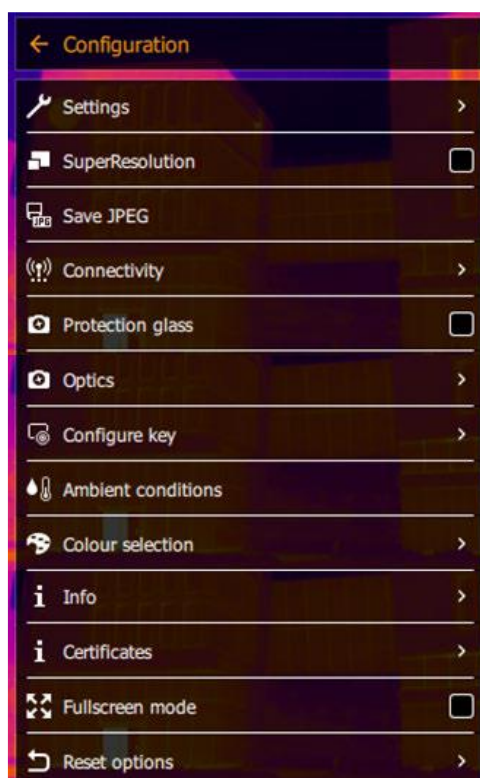 Configuration
Settings
SuperResolution
JPG Save JPEG
Connectivity
Protection glass
Optics
Configure key
Ambient conditions
Colour selection
Info
Certificates
Fullscreen mode
Reset options